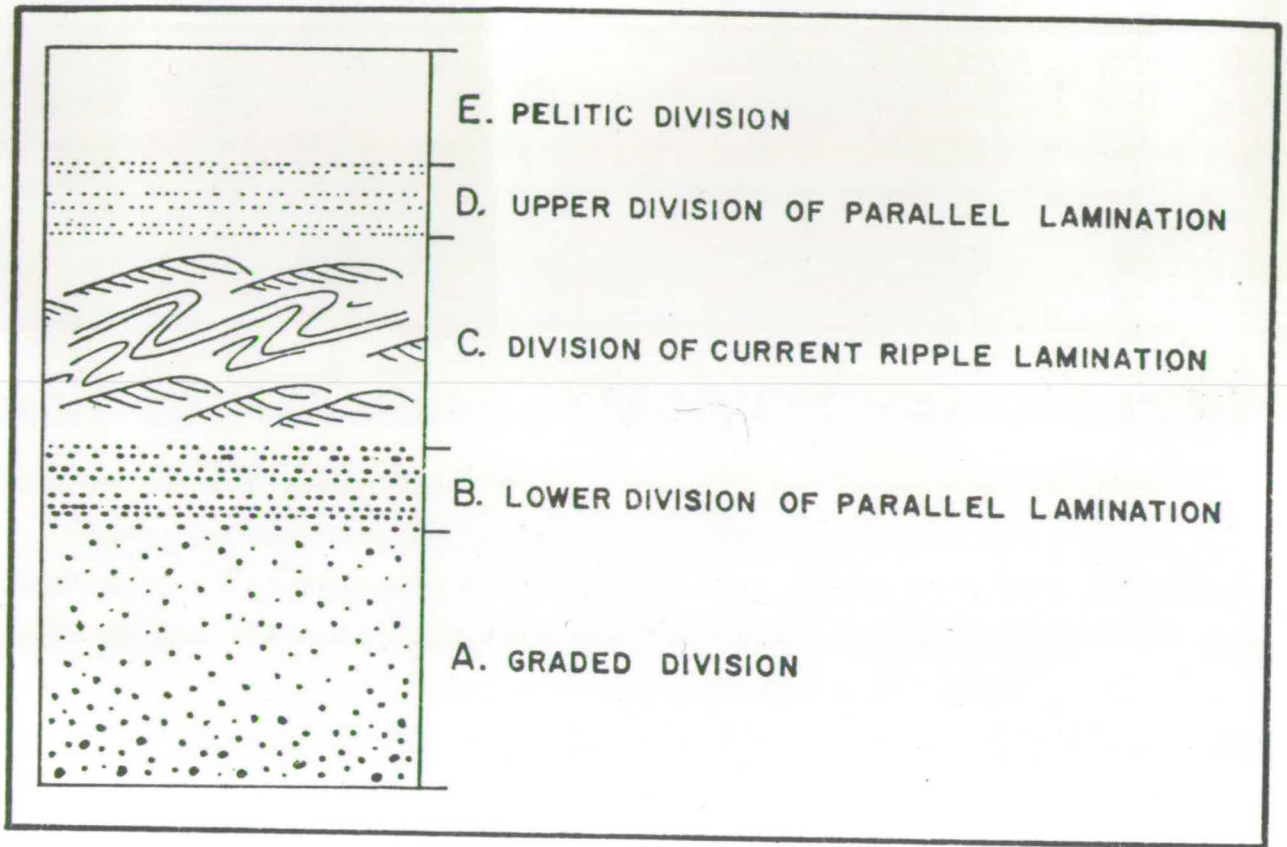 E. PELITIC DIVISION
D. UPPER DIVISION OF PARALLEL LAMINATION
C. DIVISION OF CURRENT RIPPLE LAMINATION
B. LOWER DIVISION OF PARALLEL LAMINATION
A. GRADED DIVISION